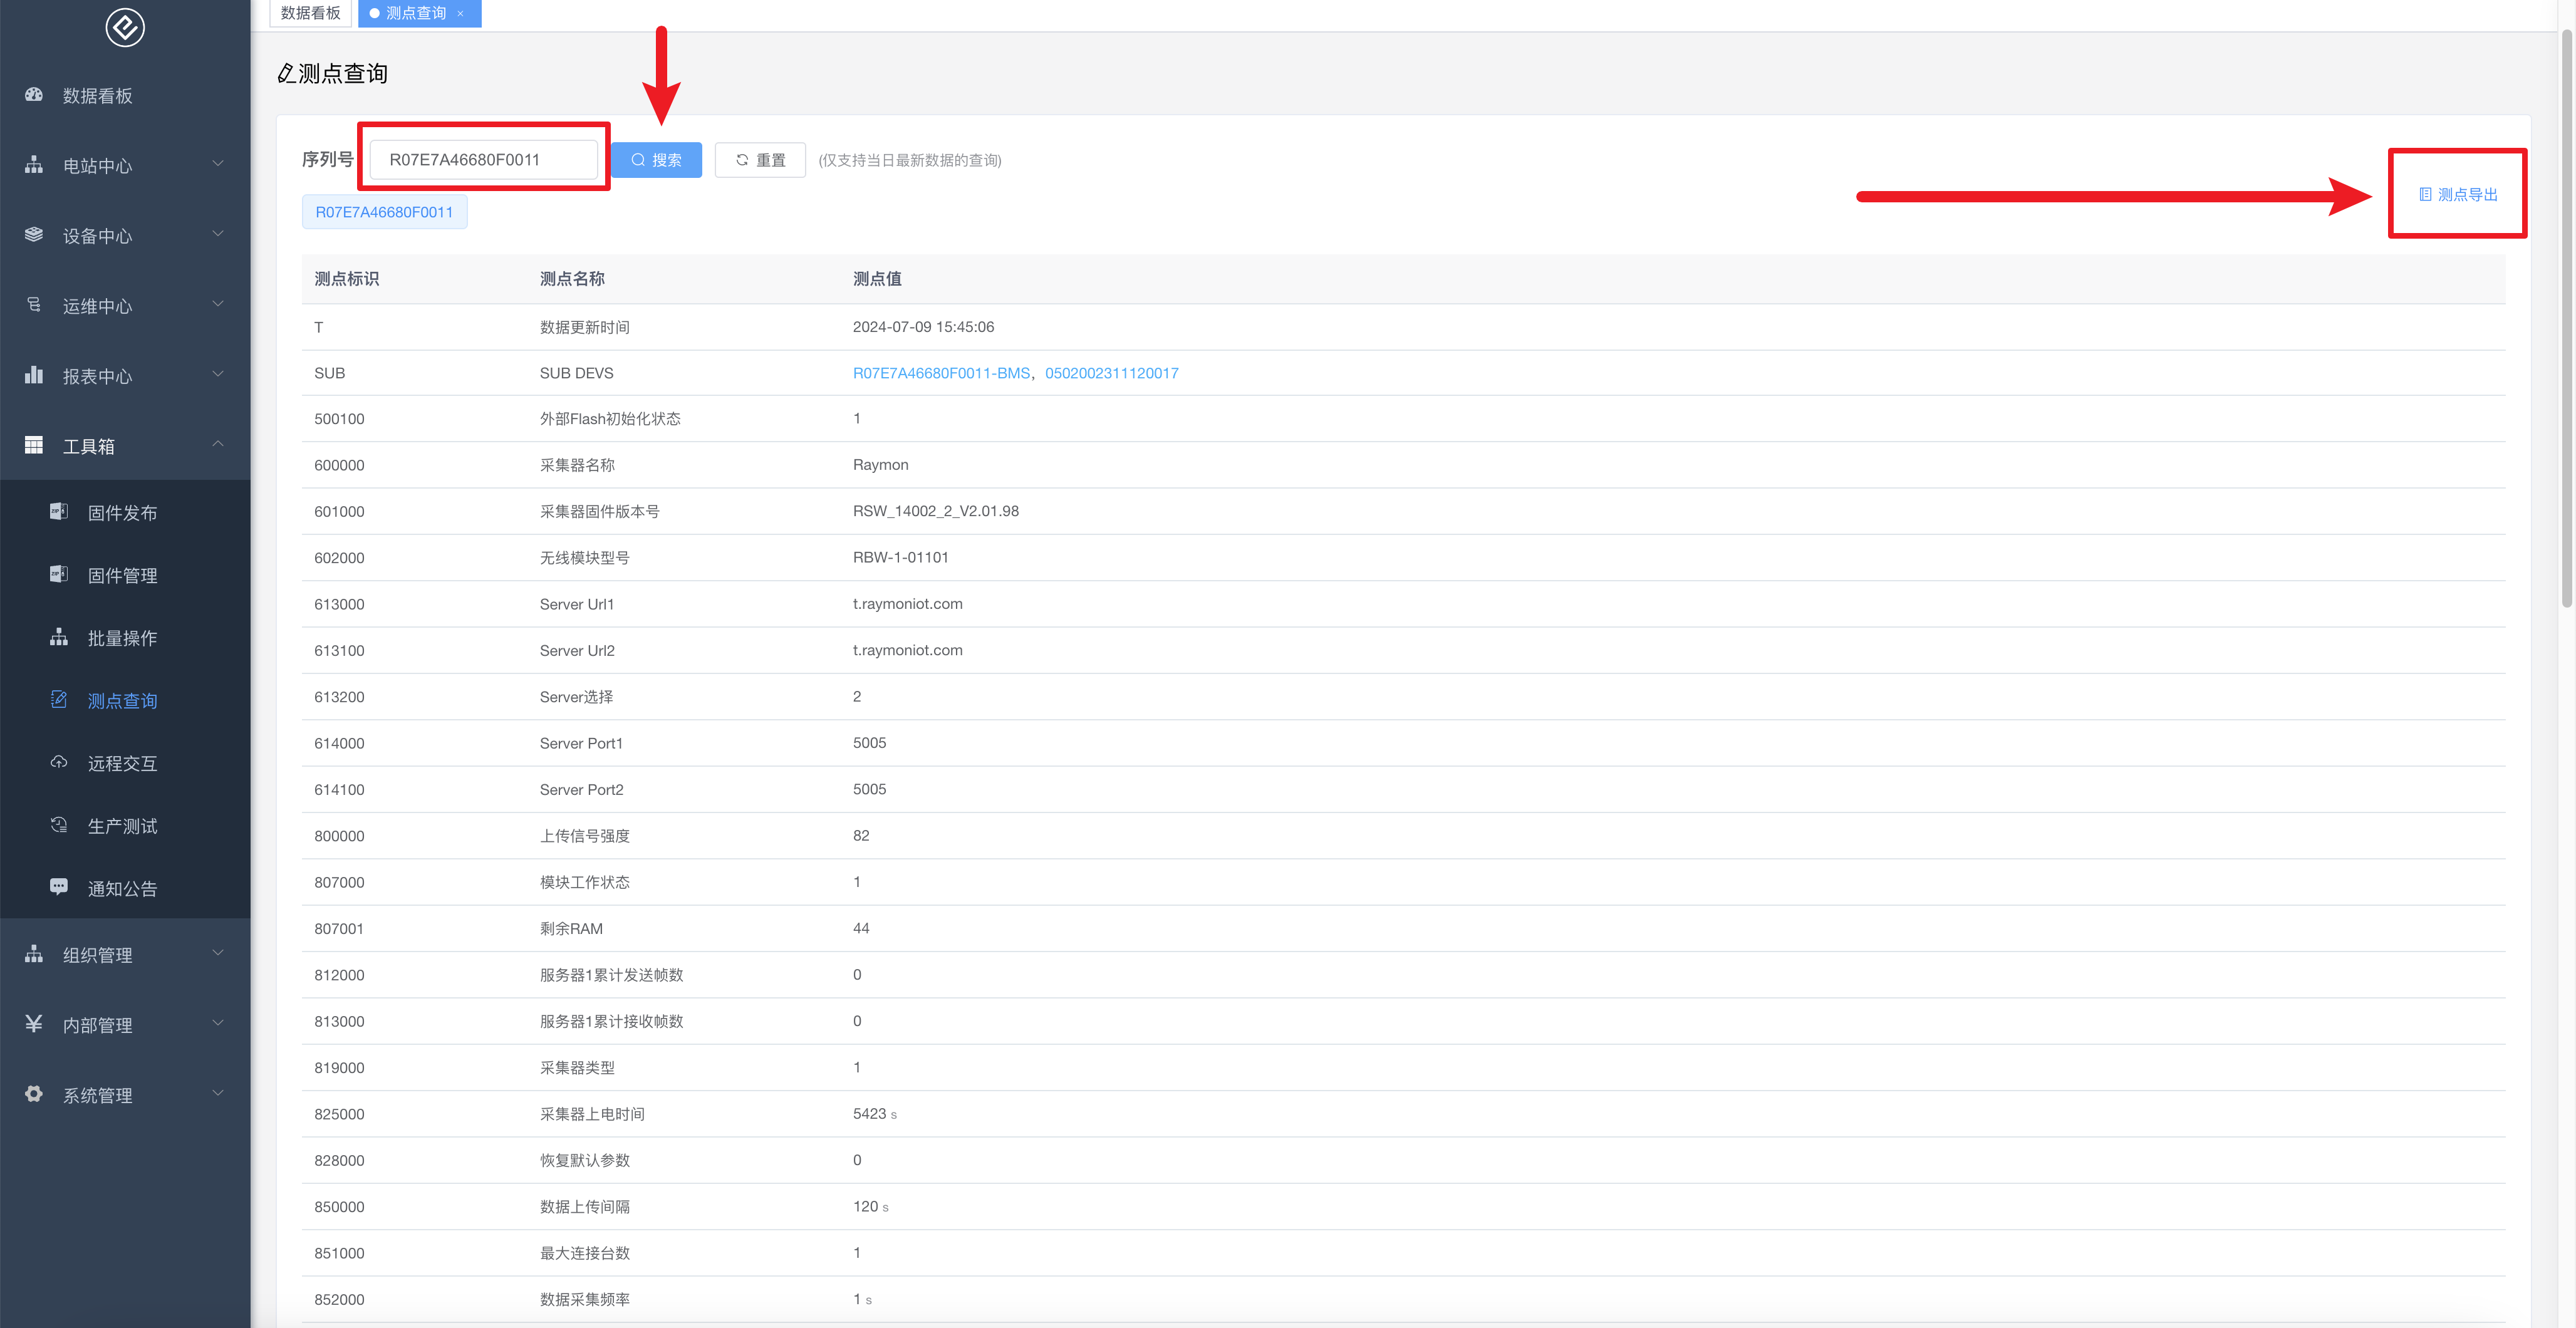 数据看板
测点查询 ×
测点查询
数据看板
电站中心
设备中心
运维中心
报表中心
工具箱
固件发布
固件管理
批量操作
测点查询
远程交互
生产测试
通知公告
组织管理
内部管理
系统管理
序列号 R07E7A46680F0011 搜索 重置 (仅支持当日最新数据的查询)
R07E7A46680F0011
测点导出
测点标识 测点名称 测点值
T 数据更新时间 2024-07-09 15:45:06
SUB SUB DEVS R07E7A46680F0011-BMS, 0502002311120017
500100 外部Flash初始化状态 1
600000 采集器名称 Raymon
601000 采集器固件版本号 RSW_14002_2_V2.01.98
602000 无线模块型号 RBW-1-01101
613000 Server Url1 t.raymoniot.com
613100 Server Url2 t.raymoniot.com
613200 Server选择 2
614000 Server Port1 5005
614100 Server Port2 5005
800000 上传信号强度 82
807000 模块工作状态 1
807001 剩余RAM 44
812000 服务器1累计发送帧数 0
813000 服务器1累计接收帧数 0
819000 采集器类型 1
825000 采集器上电时间 5423 s
828000 恢复默认参数 0
850000 数据上传间隔 120 s
851000 最大连接台数 1
852000 数据采集频率 1 s